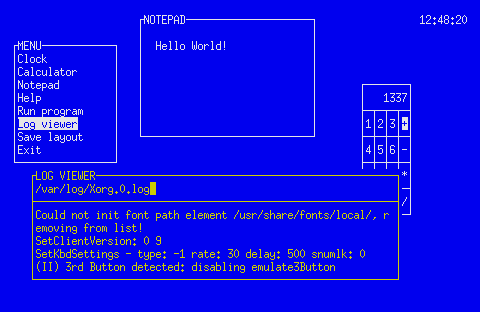 NOTEPAD
12:48:20
Hello World!
MENU
Clock
Calculator
Notepad
Help
Run program
Log viewer
Save layout
Exit
1337
1 2 3 +
4 5 6 -
*
/
LOG VIEWER
/var/log/Xorg.0.log
Could not init font path element /usr/share/fonts/local/, r
emoving from list!
SetClientVersion: 0 9
SetKbdSettings - type: -1 rate: 30 delay: 500 snumlk: 0
(II) 3rd Button detected: disabling emulate3Button